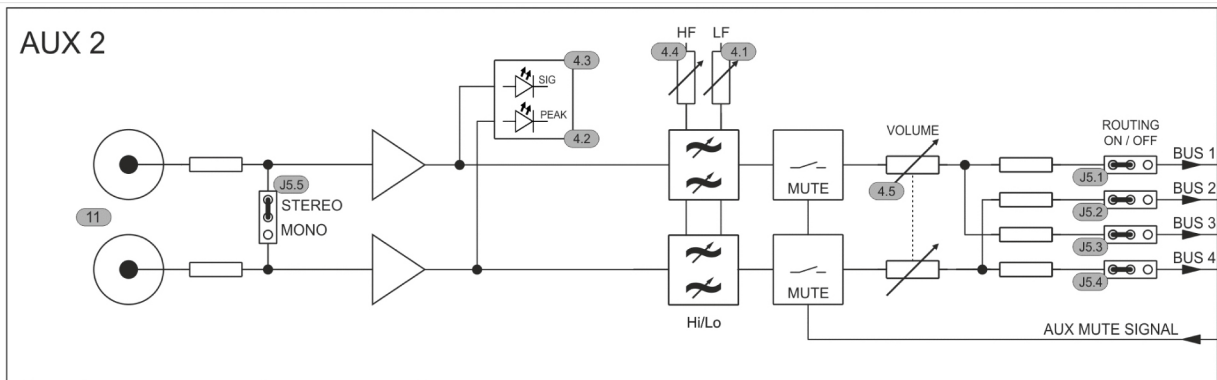 AUX 2
HF LF
4.4
4.1
4.3
SIG
PEAK
4.2
J5.5
STEREO
MONO
11
Hi/Lo
MUTE
MUTE
VOLUME
4.5
ROUTING
ON / OFF
BUS 1
J5.1
BUS 2
J5.2
BUS 3
J5.3
BUS 4
J5.4
AUX MUTE SIGNAL